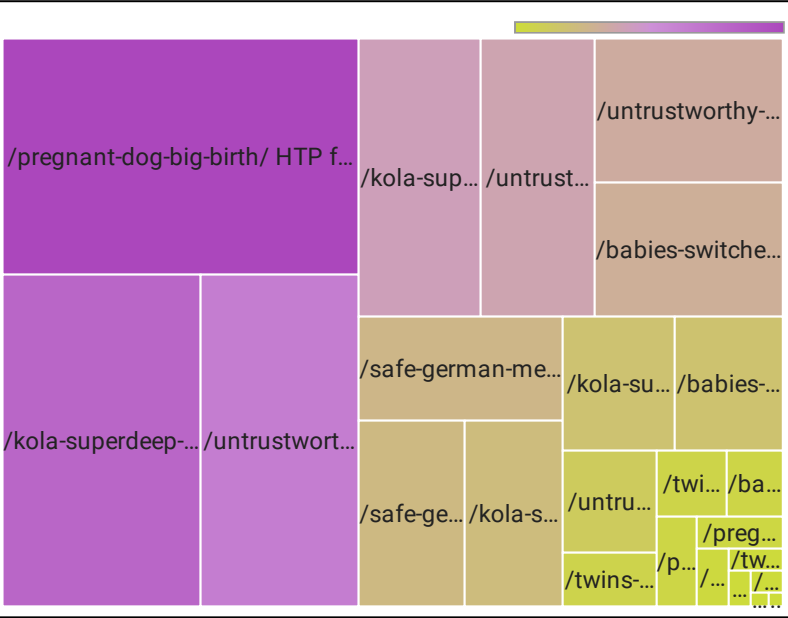 /pregnant-dog-big-birth/ HTP f...
/kola-sup...
/untrust...
/untrustworthy-...
/babies-switche...
/kola-superdeep-...
/untrustwort...
/safe-german-me...
/kola-su...
/babies-...
/safe-ge...
/kola-s...
/untru...
/twi...
/ba...
/preg...
/p...
/tw...
/twins-...
/...
/...
...
...
..